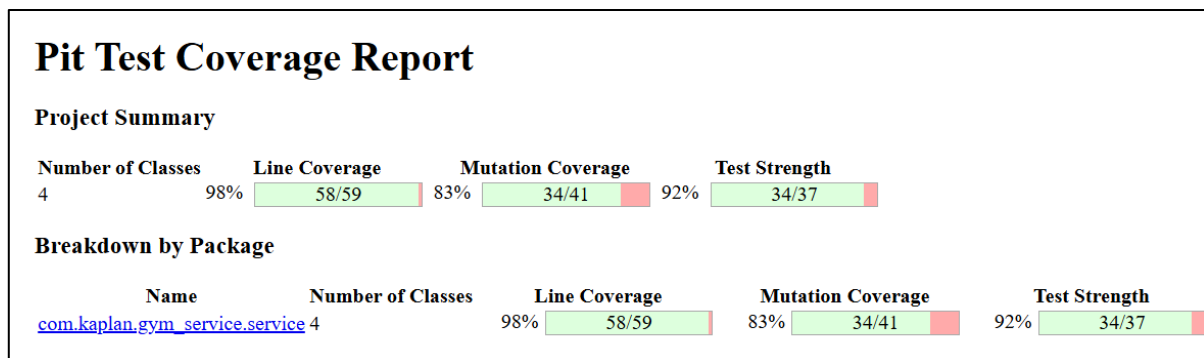 Pit Test Coverage Report
Project Summary
Number of Classes Line Coverage Mutation Coverage Test Strength
4 98% 58/59 83% 34/41 92% 34/37
Breakdown by Package
Name Number of Classes Line Coverage Mutation Coverage Test Strength
com.kaplan.gym_service.service 4 98% 58/59 83% 34/41 92% 34/37